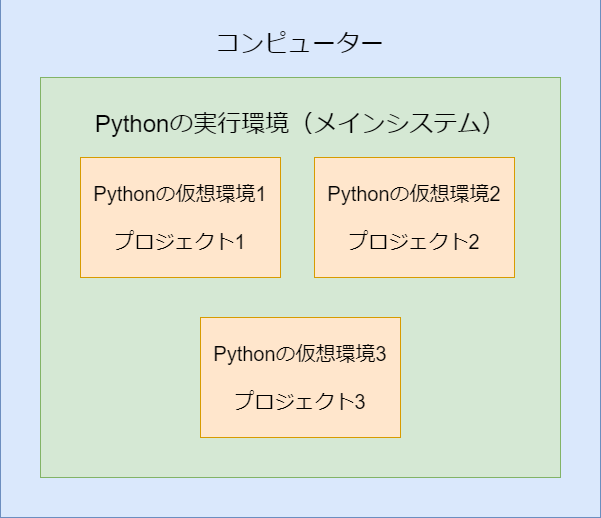 コンピューター
Pythonの実行環境（メインシステム）
Pythonの仮想環境1
プロジェクト1
Pythonの仮想環境2
プロジェクト2
Pythonの仮想環境3
プロジェクト3